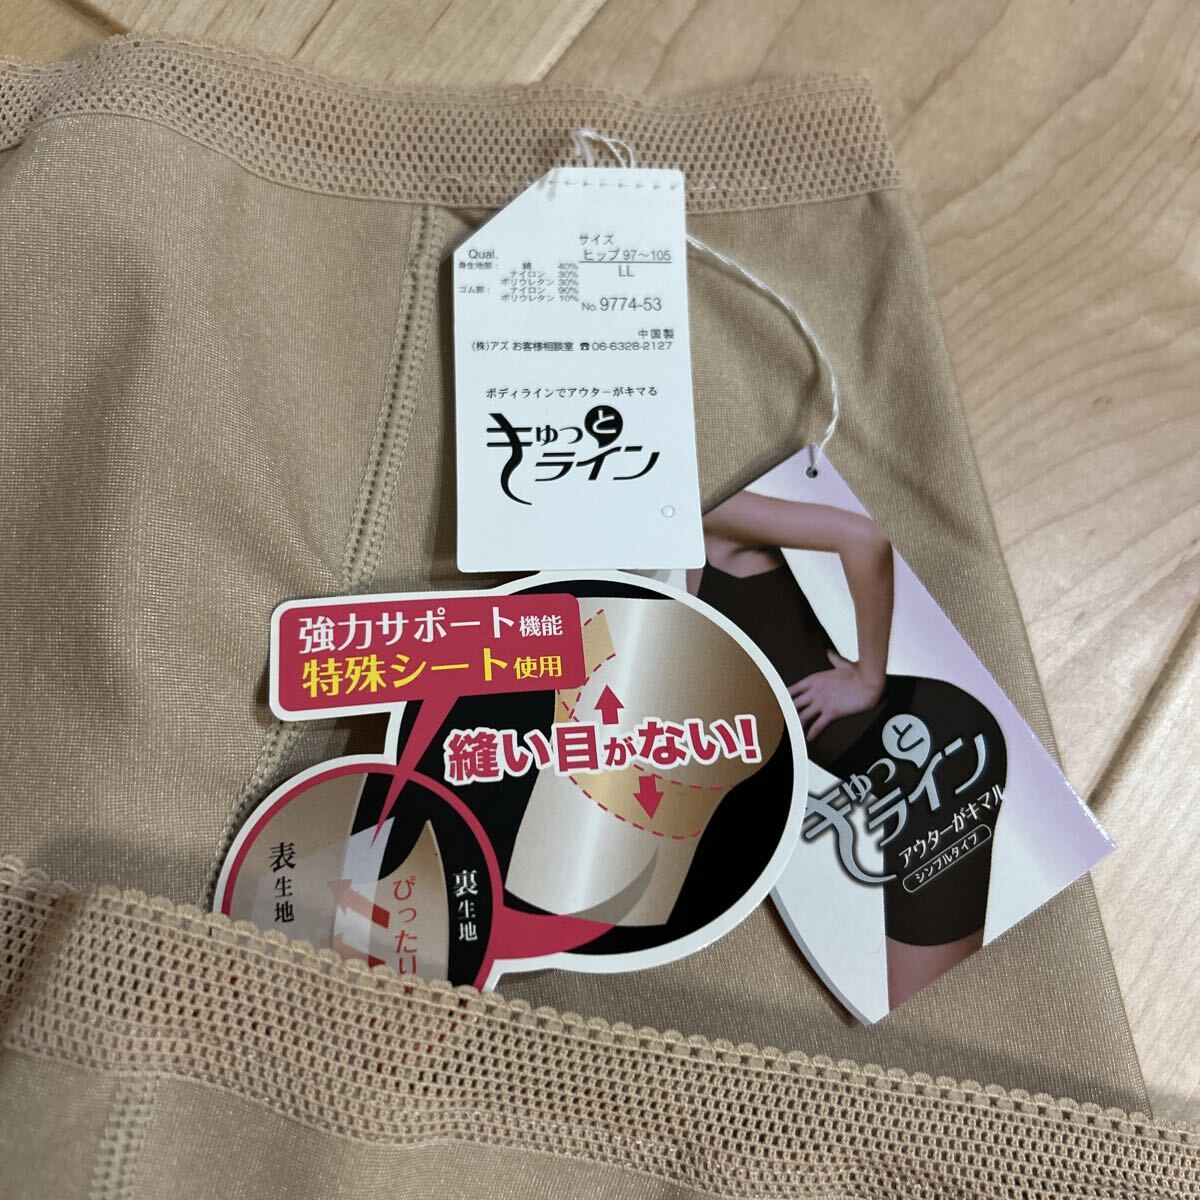 サイズ
ヒップ97〜105
LL
Qual.
身生地部: 綿 40%
ナイロン 30%
ポリウレタン 30%
ゴム部: ナイロン 90%
ポリウレタン 10%
No.9774-53
中国製
(株)アズ お客様相談室 ☎06-6328-2127
ボディラインでアウターがキマる
きゅっと
ライン
強力サポート機能
特殊シート使用
縫い目がない!
表生地
ぴったり
裏生地
きゅっと
ライン
アウターがキマル
シンプルタイプ